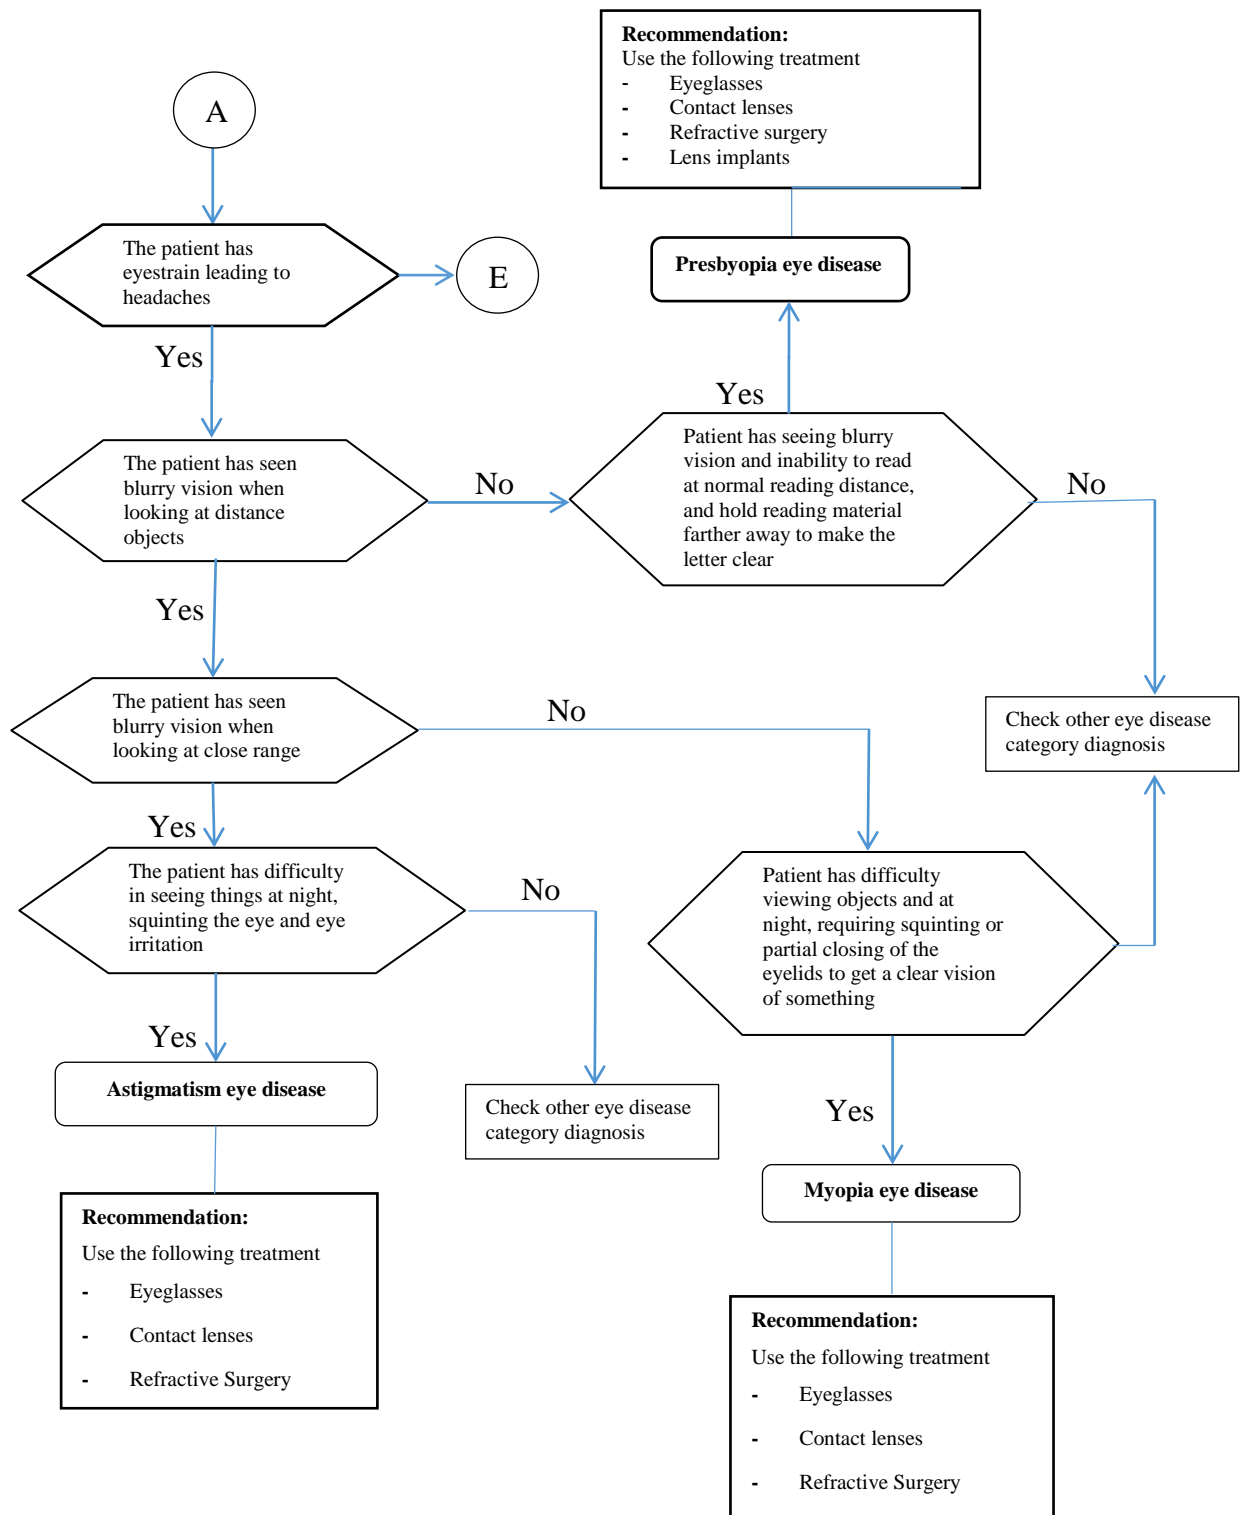 Recommendation:
Use the following treatment
- Eyeglasses
- Contact lenses
- Refractive surgery
- Lens implants
A
The patient has
eyestrain leading to
headaches
E
Presbyopia eye disease
Yes
Yes
The patient has seen
blurry vision when
looking at distance
objects
No
Patient has seeing blurry
vision and inability to read
at normal reading distance,
and hold reading material
farther away to make the
letter clear
No
Yes
The patient has seen
blurry vision when
looking at close range
No
Check other eye disease
category diagnosis
Yes
The patient has difficulty
in seeing things at night,
squinting the eye and eye
irritation
No
Patient has difficulty
viewing objects and at
night, requiring squinting or
partial closing of the
eyelids to get a clear vision
of something
Yes
Astigmatism eye disease
Check other eye disease
category diagnosis
Yes
Myopia eye disease
Recommendation:
Use the following treatment
- Eyeglasses
- Contact lenses
- Refractive Surgery
Recommendation:
Use the following treatment
- Eyeglasses
- Contact lenses
- Refractive Surgery